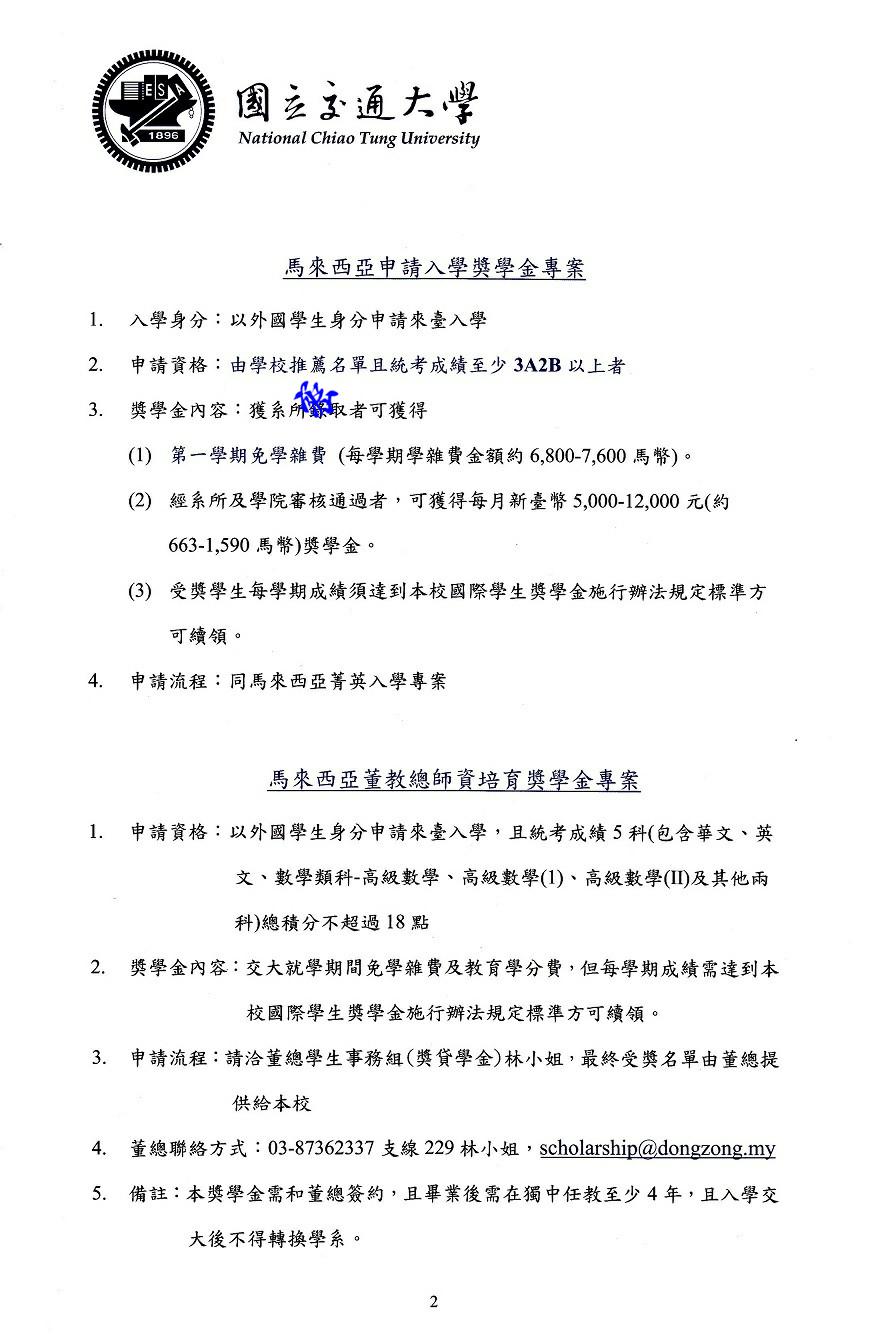 ESA
1896
國立交通大學
National Chiao Tung University
馬來西亞申請入學獎學金專案
1. 入學身分：以外國學生身分申請來臺入學
2. 申請資格：由學校推薦名單且統考成績至少 3A2B 以上者
3. 獎學金內容：獲系所錄取者可獲得
(1) 第一學期免學雜費 (每學期學雜費金額約 6,800-7,600 馬幣)。
(2) 經系所及學院審核通過者，可獲得每月新臺幣 5,000-12,000 元(約
663-1,590 馬幣)獎學金。
(3) 受獎學生每學期成績須達到本校國際學生獎學金施行辦法規定標準方
可續領。
4. 申請流程：同馬來西亞菁英入學專案
馬來西亞董教總師資培育獎學金專案
1. 申請資格：以外國學生身分申請來臺入學，且統考成績 5 科(包含華文、英
文、數學類科-高級數學、高級數學(1)、高級數學(II)及其他兩
科)總積分不超過 18 點
2. 獎學金內容：交大就學期間免學雜費及教育學分費，但每學期成績需達到本
校國際學生獎學金施行辦法規定標準方可續領。
3. 申請流程：請洽董總學生事務組(獎貸學金)林小姐，最終受獎名單由董總提
供給本校
4. 董總聯絡方式：03-87362337 支線 229 林小姐，scholarship@dongzong.my
5. 備註：本獎學金需和董總簽約，且畢業後需在獨中任教至少 4 年，且入學交
大後不得轉換學系。
2